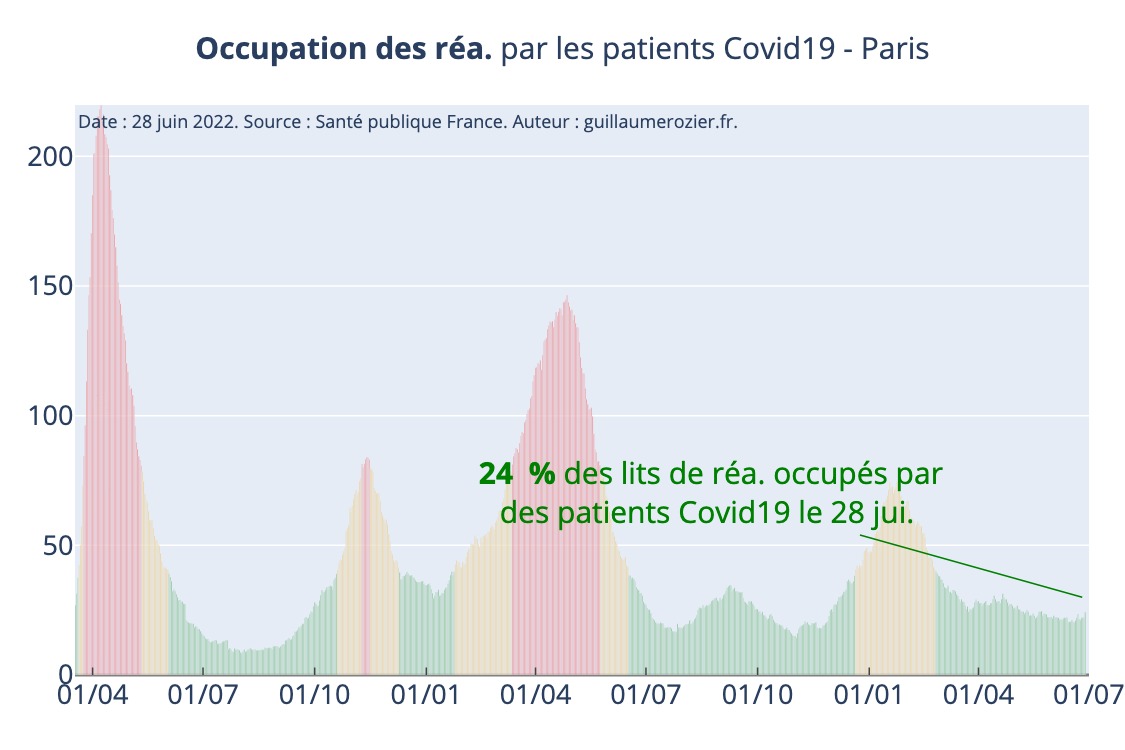 Occupation des réa. par les patients Covid19 - Paris
Date : 28 juin 2022. Source : Santé publique France. Auteur : guillaumerozier.fr.
200
150
100
24 % des lits de réa. occupés par
des patients Covid19 le 28 jui.
50
0
01/04 01/07 01/10 01/01 01/04 01/07 01/10 01/01 01/04 01/07